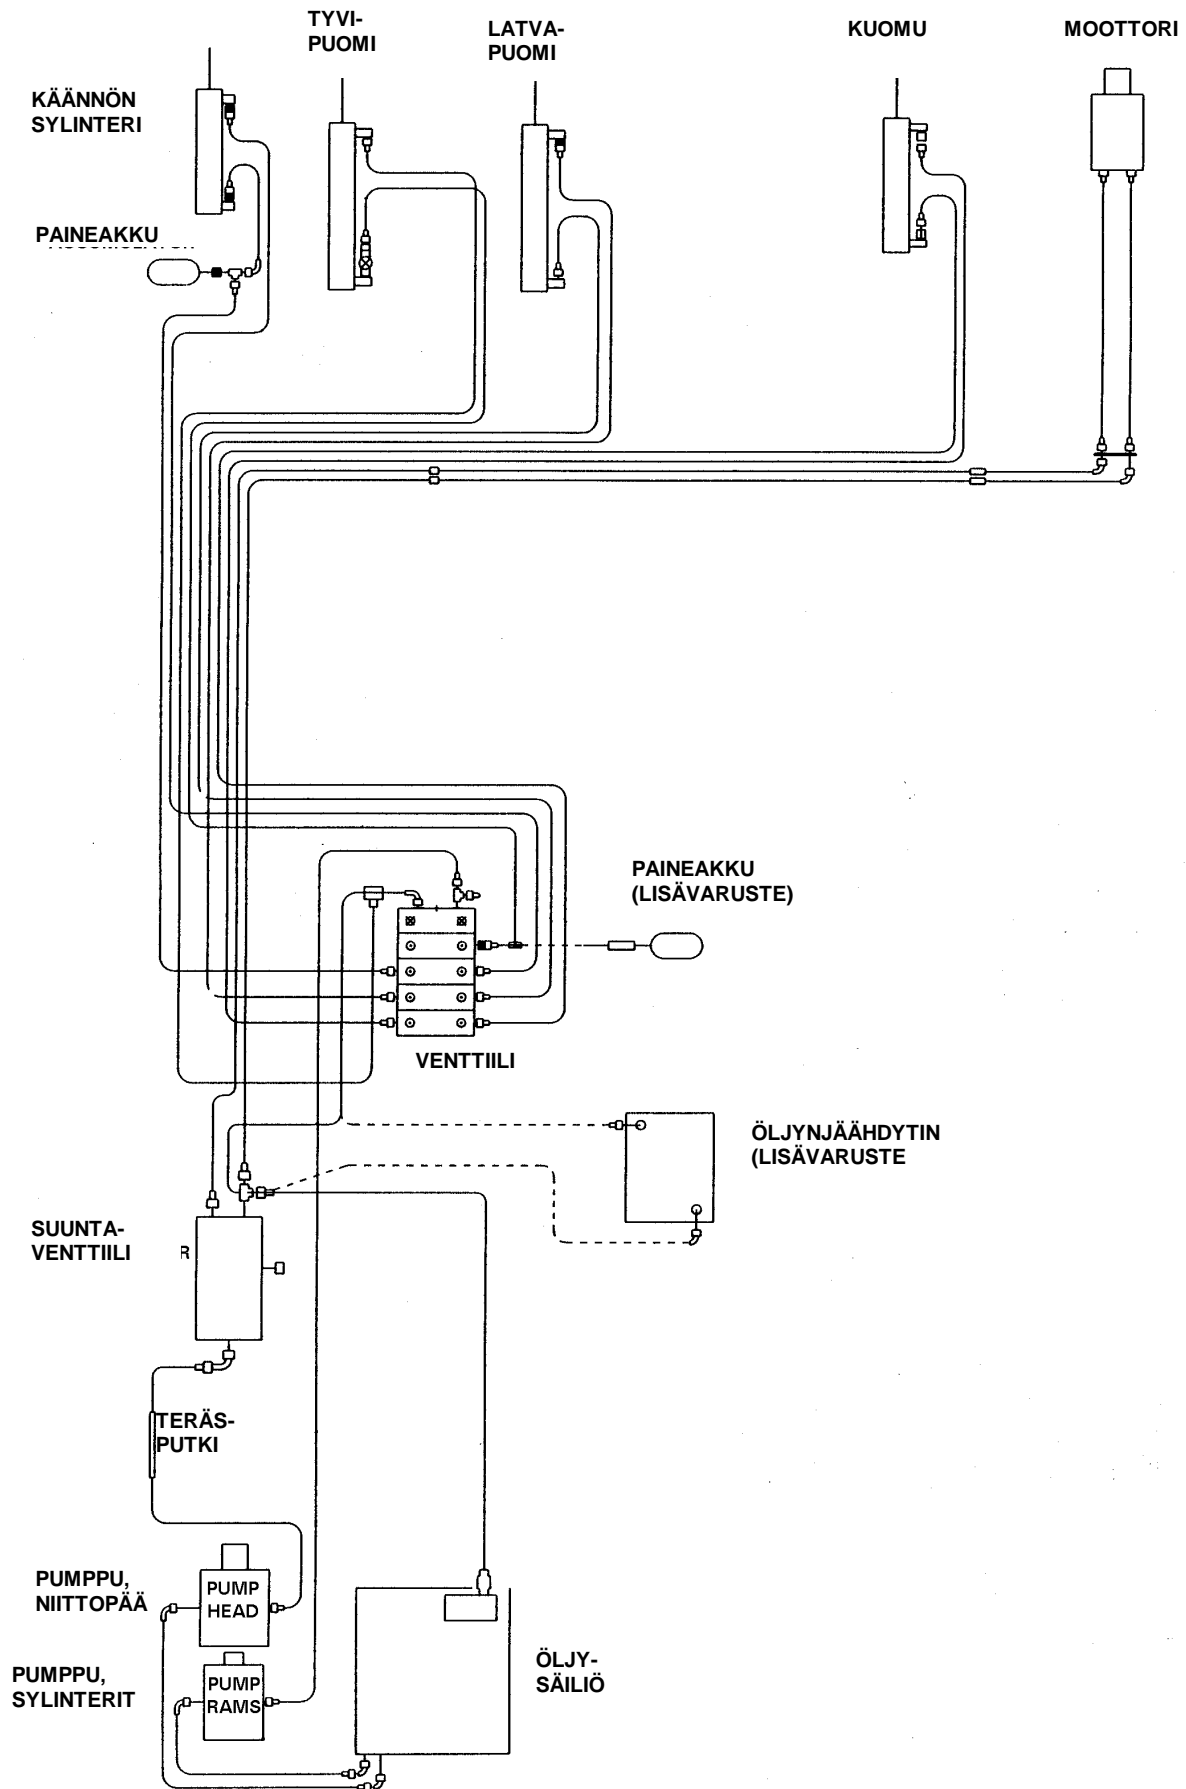 TYVI-
PUOMI
LATVA-
PUOMI
KUOMU
MOOTTORI
KÄÄNNÖN
SYLINTERI
PAINEAKKU
PAINEAKKU
(LISÄVARUSTE)
VENTTIILI
ÖLJYNJÄÄHDYTIN
(LISÄVARUSTE
SUUNTA-
VENTTIILI
R
TERÄS-
PUTKI
PUMPPU,
NIITTOPÄÄ
PUMP
HEAD
PUMPPU,
SYLINTERIT
PUMP
RAMS
ÖLJY-
SÄILIÖ